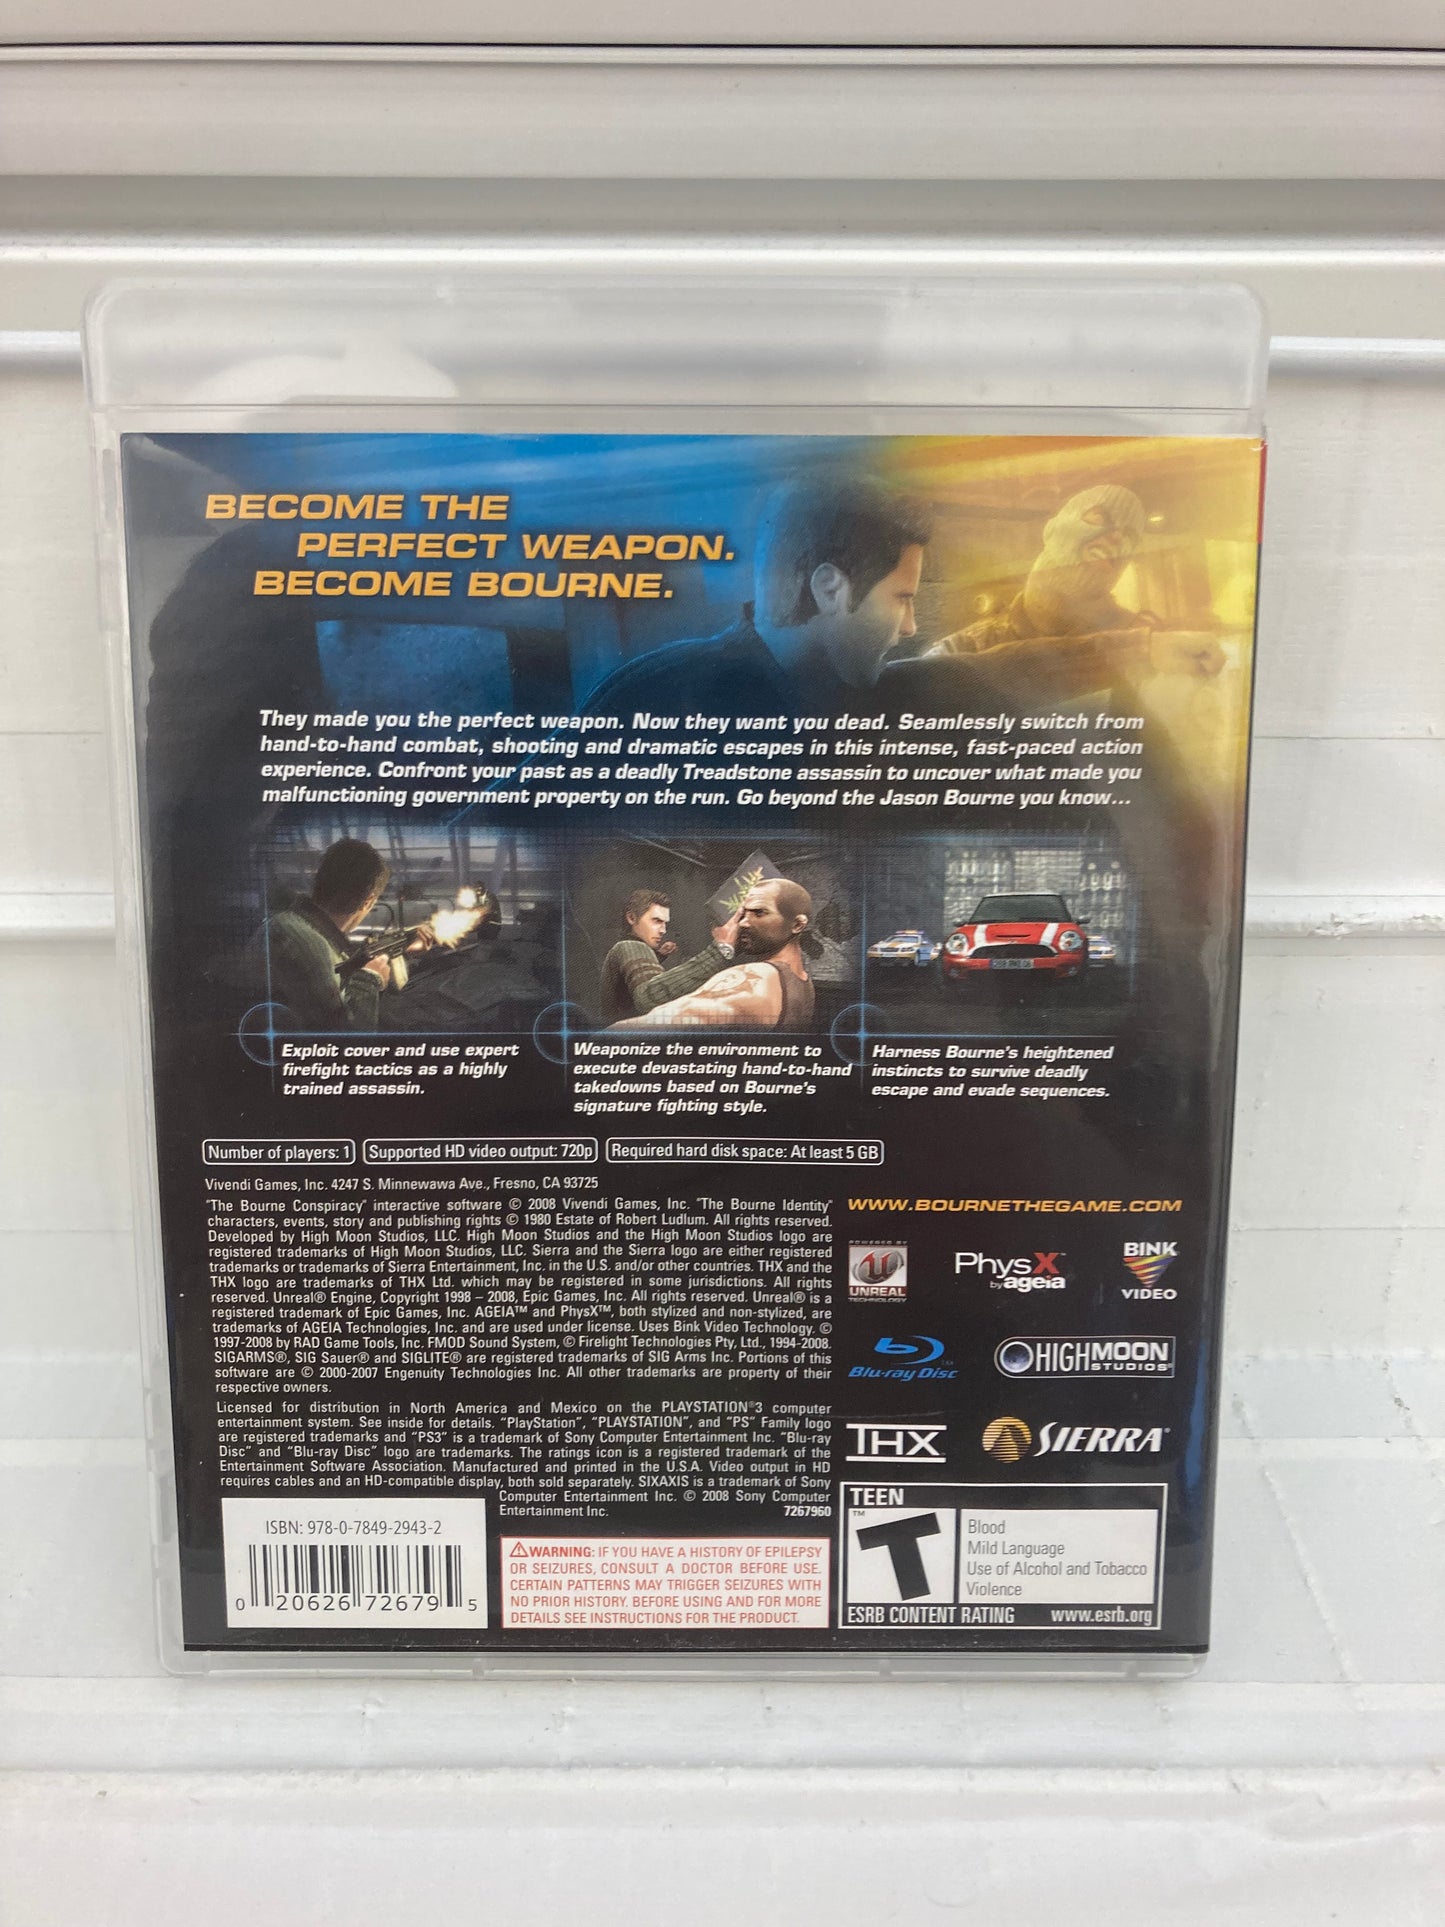 BECOME THE
PERFECT WEAPON.
BECOME BOURNE.
They made you the perfect weapon. Now they want you dead. Seamlessly switch from
hand-to-hand combat, shooting and dramatic escapes in this intense, fast-paced action
experience. Confront your past as a deadly Treadstone assassin to uncover what made you
malfunctioning government property on the run. Go beyond the Jason Bourne you know...
Exploit cover and use expert
firefight tactics as a highly
trained assassin.
Weaponize the environment to
execute devastating hand-to-hand
takedowns based on Bourne's
signature fighting style.
Harness Bourne's heightened
instincts to survive deadly
escape and evade sequences.
Number of players: 1 Supported HD video output: 720p Required hard disk space: At least 5 GB
Vivendi Games, Inc. 4247 S. Minnewawa Ave., Fresno, CA 93725
"The Bourne Conspiracy" interactive software © 2008 Vivendi Games, Inc. "The Bourne Identity"
characters, events, story and publishing rights © 1980 Estate of Robert Ludlum. All rights reserved.
Developed by High Moon Studios, LLC. High Moon Studios and the High Moon Studios logo are
registered trademarks of High Moon Studios, LLC. Sierra and the Sierra logo are either registered
trademarks or trademarks of Sierra Entertainment, Inc. in the U.S. and/or other countries. THX and the
THX logo are trademarks of THX Ltd. which may be registered in some jurisdictions. All rights
reserved. Unreal® Engine, Copyright 1998 – 2008, Epic Games, Inc. All rights reserved. Unreal® is a
registered trademark of Epic Games, Inc. AGEIA™ and PhysX™, both stylized and non-stylized, are
trademarks of AGEIA Technologies, Inc. and are used under license. Uses Bink Video Technology. ©
1997-2008 by RAD Game Tools, Inc. FMOD Sound System, © Firelight Technologies Pty, Ltd., 1994-2008.
SIGARMS®, SIG Sauer® and SIGLITE® are registered trademarks of SIG Arms Inc. Portions of this
software are © 2000-2007 Engenuity Technologies Inc. All other trademarks are property of their
respective owners.
Licensed for distribution in North America and Mexico on the PLAYSTATION®3 computer
entertainment system. See inside for details. "PlayStation", "PLAYSTATION", and "PS" Family logo
are registered trademarks and "PS3" is a trademark of Sony Computer Entertainment Inc. "Blu-ray
Disc" and "Blu-ray Disc" logo are trademarks. The ratings icon is a registered trademark of the
Entertainment Software Association. Manufactured and printed in the U.S.A. Video output in HD
requires cables and an HD-compatible display, both sold separately. SIXAXIS is a trademark of Sony
Computer Entertainment Inc. © 2008 Sony Computer
Entertainment Inc. 7267960
WWW.BOURNETHEGAME.COM
POWERED BY
UNREAL
TECHNOLOGY
PhysX™
by ageia
BINK
VIDEO
Blu-ray Disc™
HIGH MOON
STUDIOS®
THX
SIERRA®
ISBN: 978-0-7849-2943-2
0 20626 72679 5
WARNING: IF YOU HAVE A HISTORY OF EPILEPSY
OR SEIZURES, CONSULT A DOCTOR BEFORE USE.
CERTAIN PATTERNS MAY TRIGGER SEIZURES WITH
NO PRIOR HISTORY. BEFORE USING AND FOR MORE
DETAILS SEE INSTRUCTIONS FOR THE PRODUCT.
TEEN
T™
Blood
Mild Language
Use of Alcohol and Tobacco
Violence
ESRB CONTENT RATING www.esrb.org